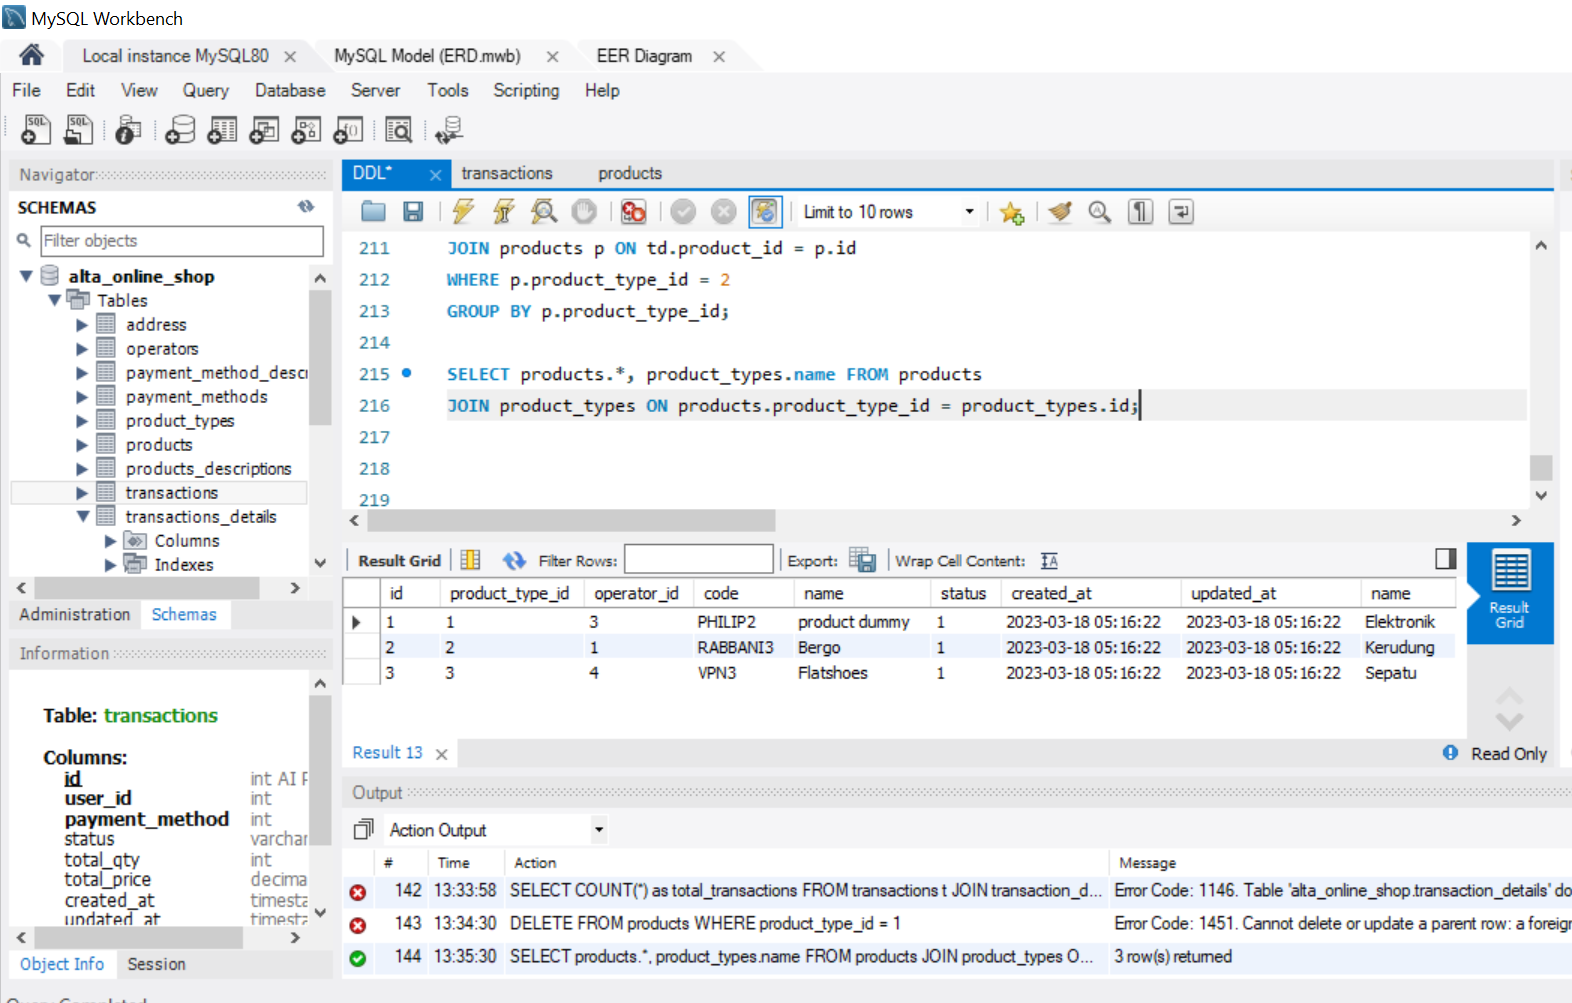 MySQL Workbench
Local instance MySQL80
MySQL Model (ERD.mwb)
EER Diagram
File Edit View Query Database Server Tools Scripting Help
Navigator
SCHEMAS
Filter objects
alta_online_shop
Tables
address
operators
payment_method_descr
payment_methods
product_types
products
products_descriptions
transactions
transactions_details
Columns
Indexes
Administration Schemas
Information
Table: transactions
Columns:
id int AI P
user_id int
payment_method int
status varchar
total_qty int
total_price decima
created_at timesta
updated_at timesta
Object Info Session
Query Completed
DDL* transactions products
Limit to 10 rows
211 JOIN products p ON td.product_id = p.id
212 WHERE p.product_type_id = 2
213 GROUP BY p.product_type_id;
214
215 SELECT products.*, product_types.name FROM products
216 JOIN product_types ON products.product_type_id = product_types.id;
217
218
219
Result Grid Filter Rows: Export: Wrap Cell Content:
id product_type_id operator_id code name status created_at updated_at name
1 1 3 PHILIP2 product dummy 1 2023-03-18 05:16:22 2023-03-18 05:16:22 Elektronik
2 2 1 RABBANI3 Bergo 1 2023-03-18 05:16:22 2023-03-18 05:16:22 Kerudung
3 3 4 VPN3 Flatshoes 1 2023-03-18 05:16:22 2023-03-18 05:16:22 Sepatu
Result
Grid
Result 13
Read Only
Output
Action Output
# Time Action Message
142 13:33:58 SELECT COUNT(*) as total_transactions FROM transactions t JOIN transaction_d... Error Code: 1146. Table 'alta_online_shop.transaction_details' do
143 13:34:30 DELETE FROM products WHERE product_type_id = 1 Error Code: 1451. Cannot delete or update a parent row: a foreign
144 13:35:30 SELECT products.*, product_types.name FROM products JOIN product_types O... 3 row(s) returned